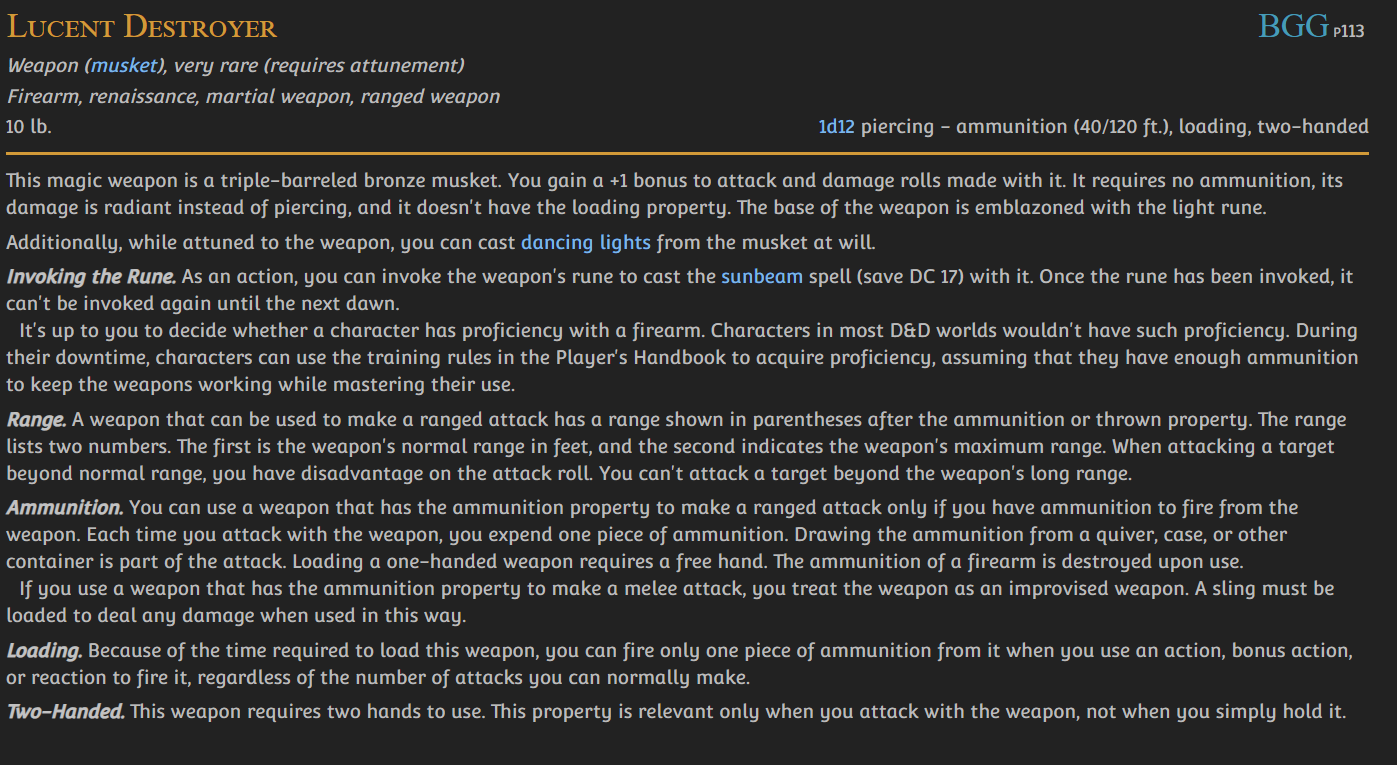 Lucent Destroyer BGG p113
Weapon (musket), very rare (requires attunement)
Firearm, renaissance, martial weapon, ranged weapon
10 lb. 1d12 piercing - ammunition (40/120 ft.), loading, two-handed
This magic weapon is a triple-barreled bronze musket. You gain a +1 bonus to attack and damage rolls made with it. It requires no ammunition, its
damage is radiant instead of piercing, and it doesn't have the loading property. The base of the weapon is emblazoned with the light rune.
Additionally, while attuned to the weapon, you can cast dancing lights from the musket at will.
Invoking the Rune. As an action, you can invoke the weapon's rune to cast the sunbeam spell (save DC 17) with it. Once the rune has been invoked, it
can't be invoked again until the next dawn.
It's up to you to decide whether a character has proficiency with a firearm. Characters in most D&D worlds wouldn't have such proficiency. During
their downtime, characters can use the training rules in the Player's Handbook to acquire proficiency, assuming that they have enough ammunition
to keep the weapons working while mastering their use.
Range. A weapon that can be used to make a ranged attack has a range shown in parentheses after the ammunition or thrown property. The range
lists two numbers. The first is the weapon's normal range in feet, and the second indicates the weapon's maximum range. When attacking a target
beyond normal range, you have disadvantage on the attack roll. You can't attack a target beyond the weapon's long range.
Ammunition. You can use a weapon that has the ammunition property to make a ranged attack only if you have ammunition to fire from the
weapon. Each time you attack with the weapon, you expend one piece of ammunition. Drawing the ammunition from a quiver, case, or other
container is part of the attack. Loading a one-handed weapon requires a free hand. The ammunition of a firearm is destroyed upon use.
If you use a weapon that has the ammunition property to make a melee attack, you treat the weapon as an improvised weapon. A sling must be
loaded to deal any damage when used in this way.
Loading. Because of the time required to load this weapon, you can fire only one piece of ammunition from it when you use an action, bonus action,
or reaction to fire it, regardless of the number of attacks you can normally make.
Two-Handed. This weapon requires two hands to use. This property is relevant only when you attack with the weapon, not when you simply hold it.